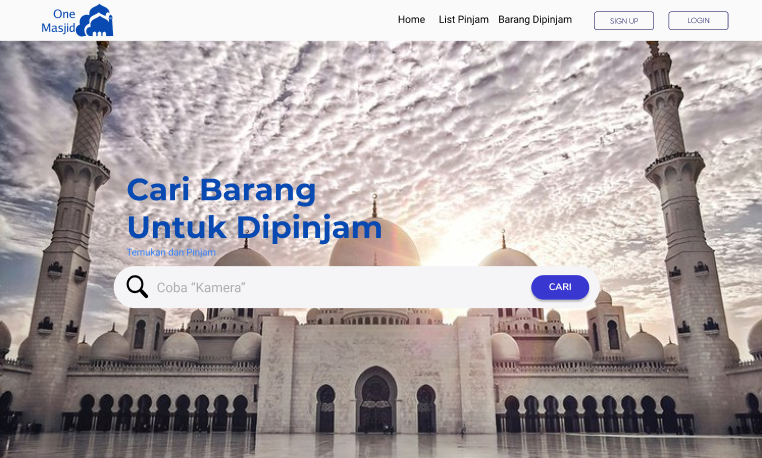 One
Masjid
Home List Pinjam Barang Dipinjam SIGN UP LOGIN
Cari Barang
Untuk Dipinjam
Temukan dan Pinjam
Coba "Kamera" CARI